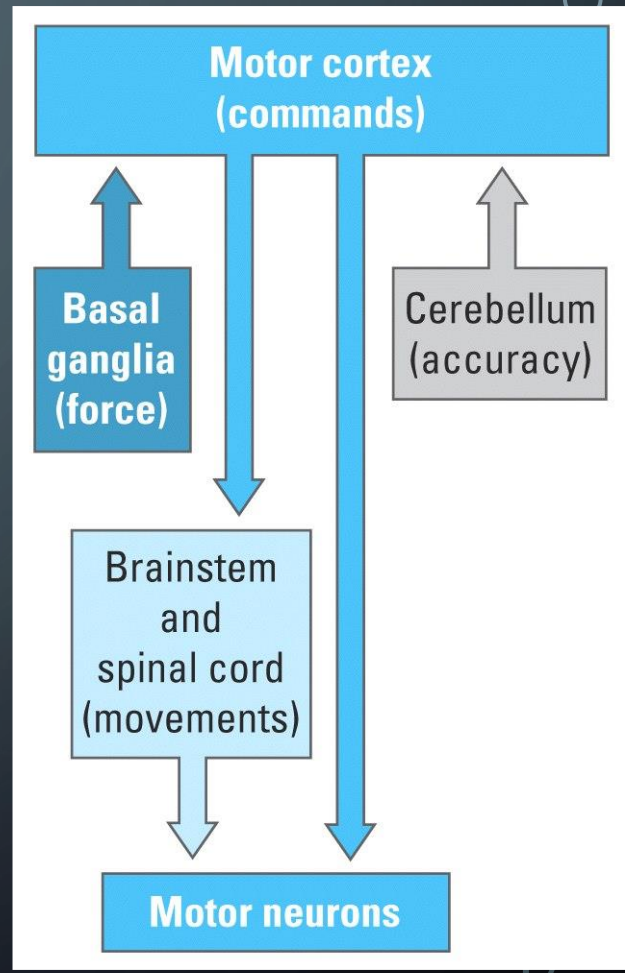 Motor cortex
(commands)
Basal
ganglia
(force)
Cerebellum
(accuracy)
Brainstem
and
spinal cord
(movements)
Motor neurons